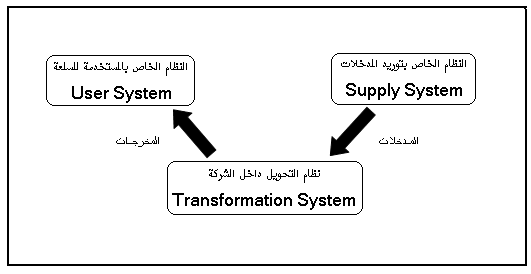 النظام الخاص بتوريد المدخلات
Supply System
النظام الخاص بالمستخدمة للسلعة
User System
المدخلات
المخرجات
نظام التحويل داخل الشركة
Transformation System